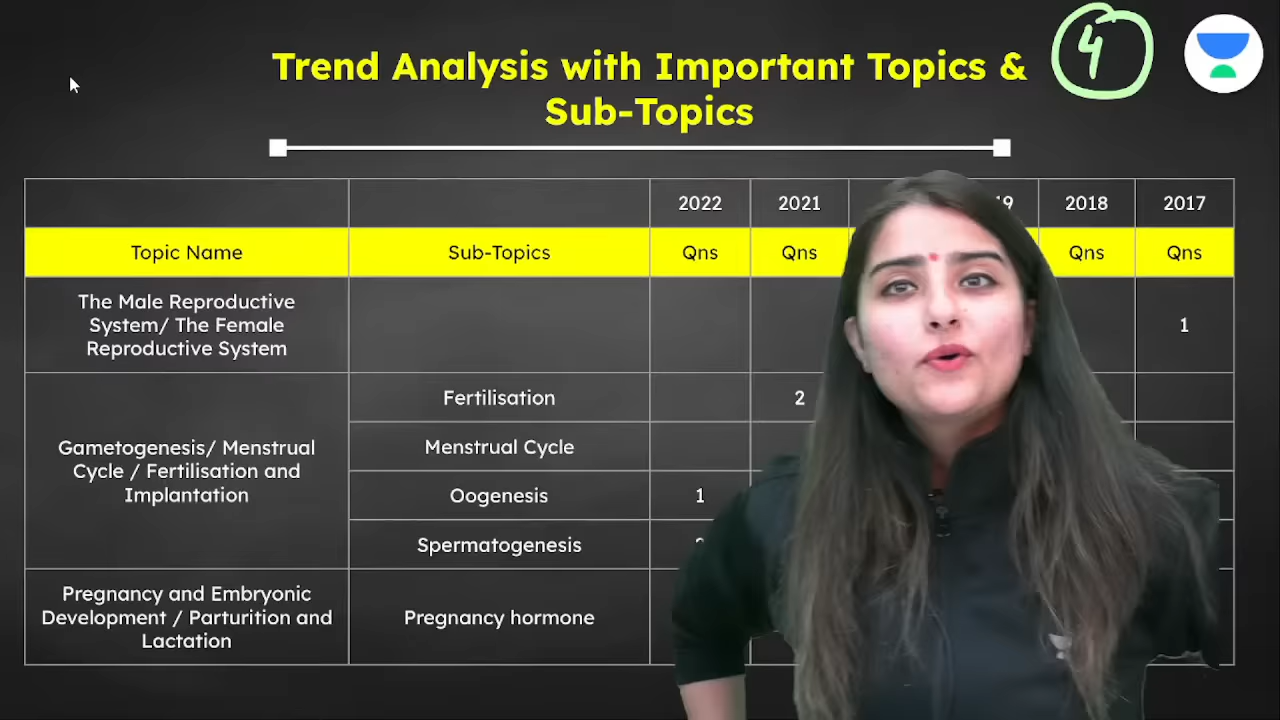 Trend Analysis with Important Topics &
Sub-Topics
4
2022 2021 2018 2017
Topic Name Sub-Topics Qns Qns Qns Qns
The Male Reproductive
System/ The Female
Reproductive System
1
Gametogenesis/ Menstrual
Cycle / Fertilisation and
Implantation
Fertilisation 2
Menstrual Cycle
Oogenesis 1
Spermatogenesis
Pregnancy and Embryonic
Development / Parturition and
Lactation
Pregnancy hormone